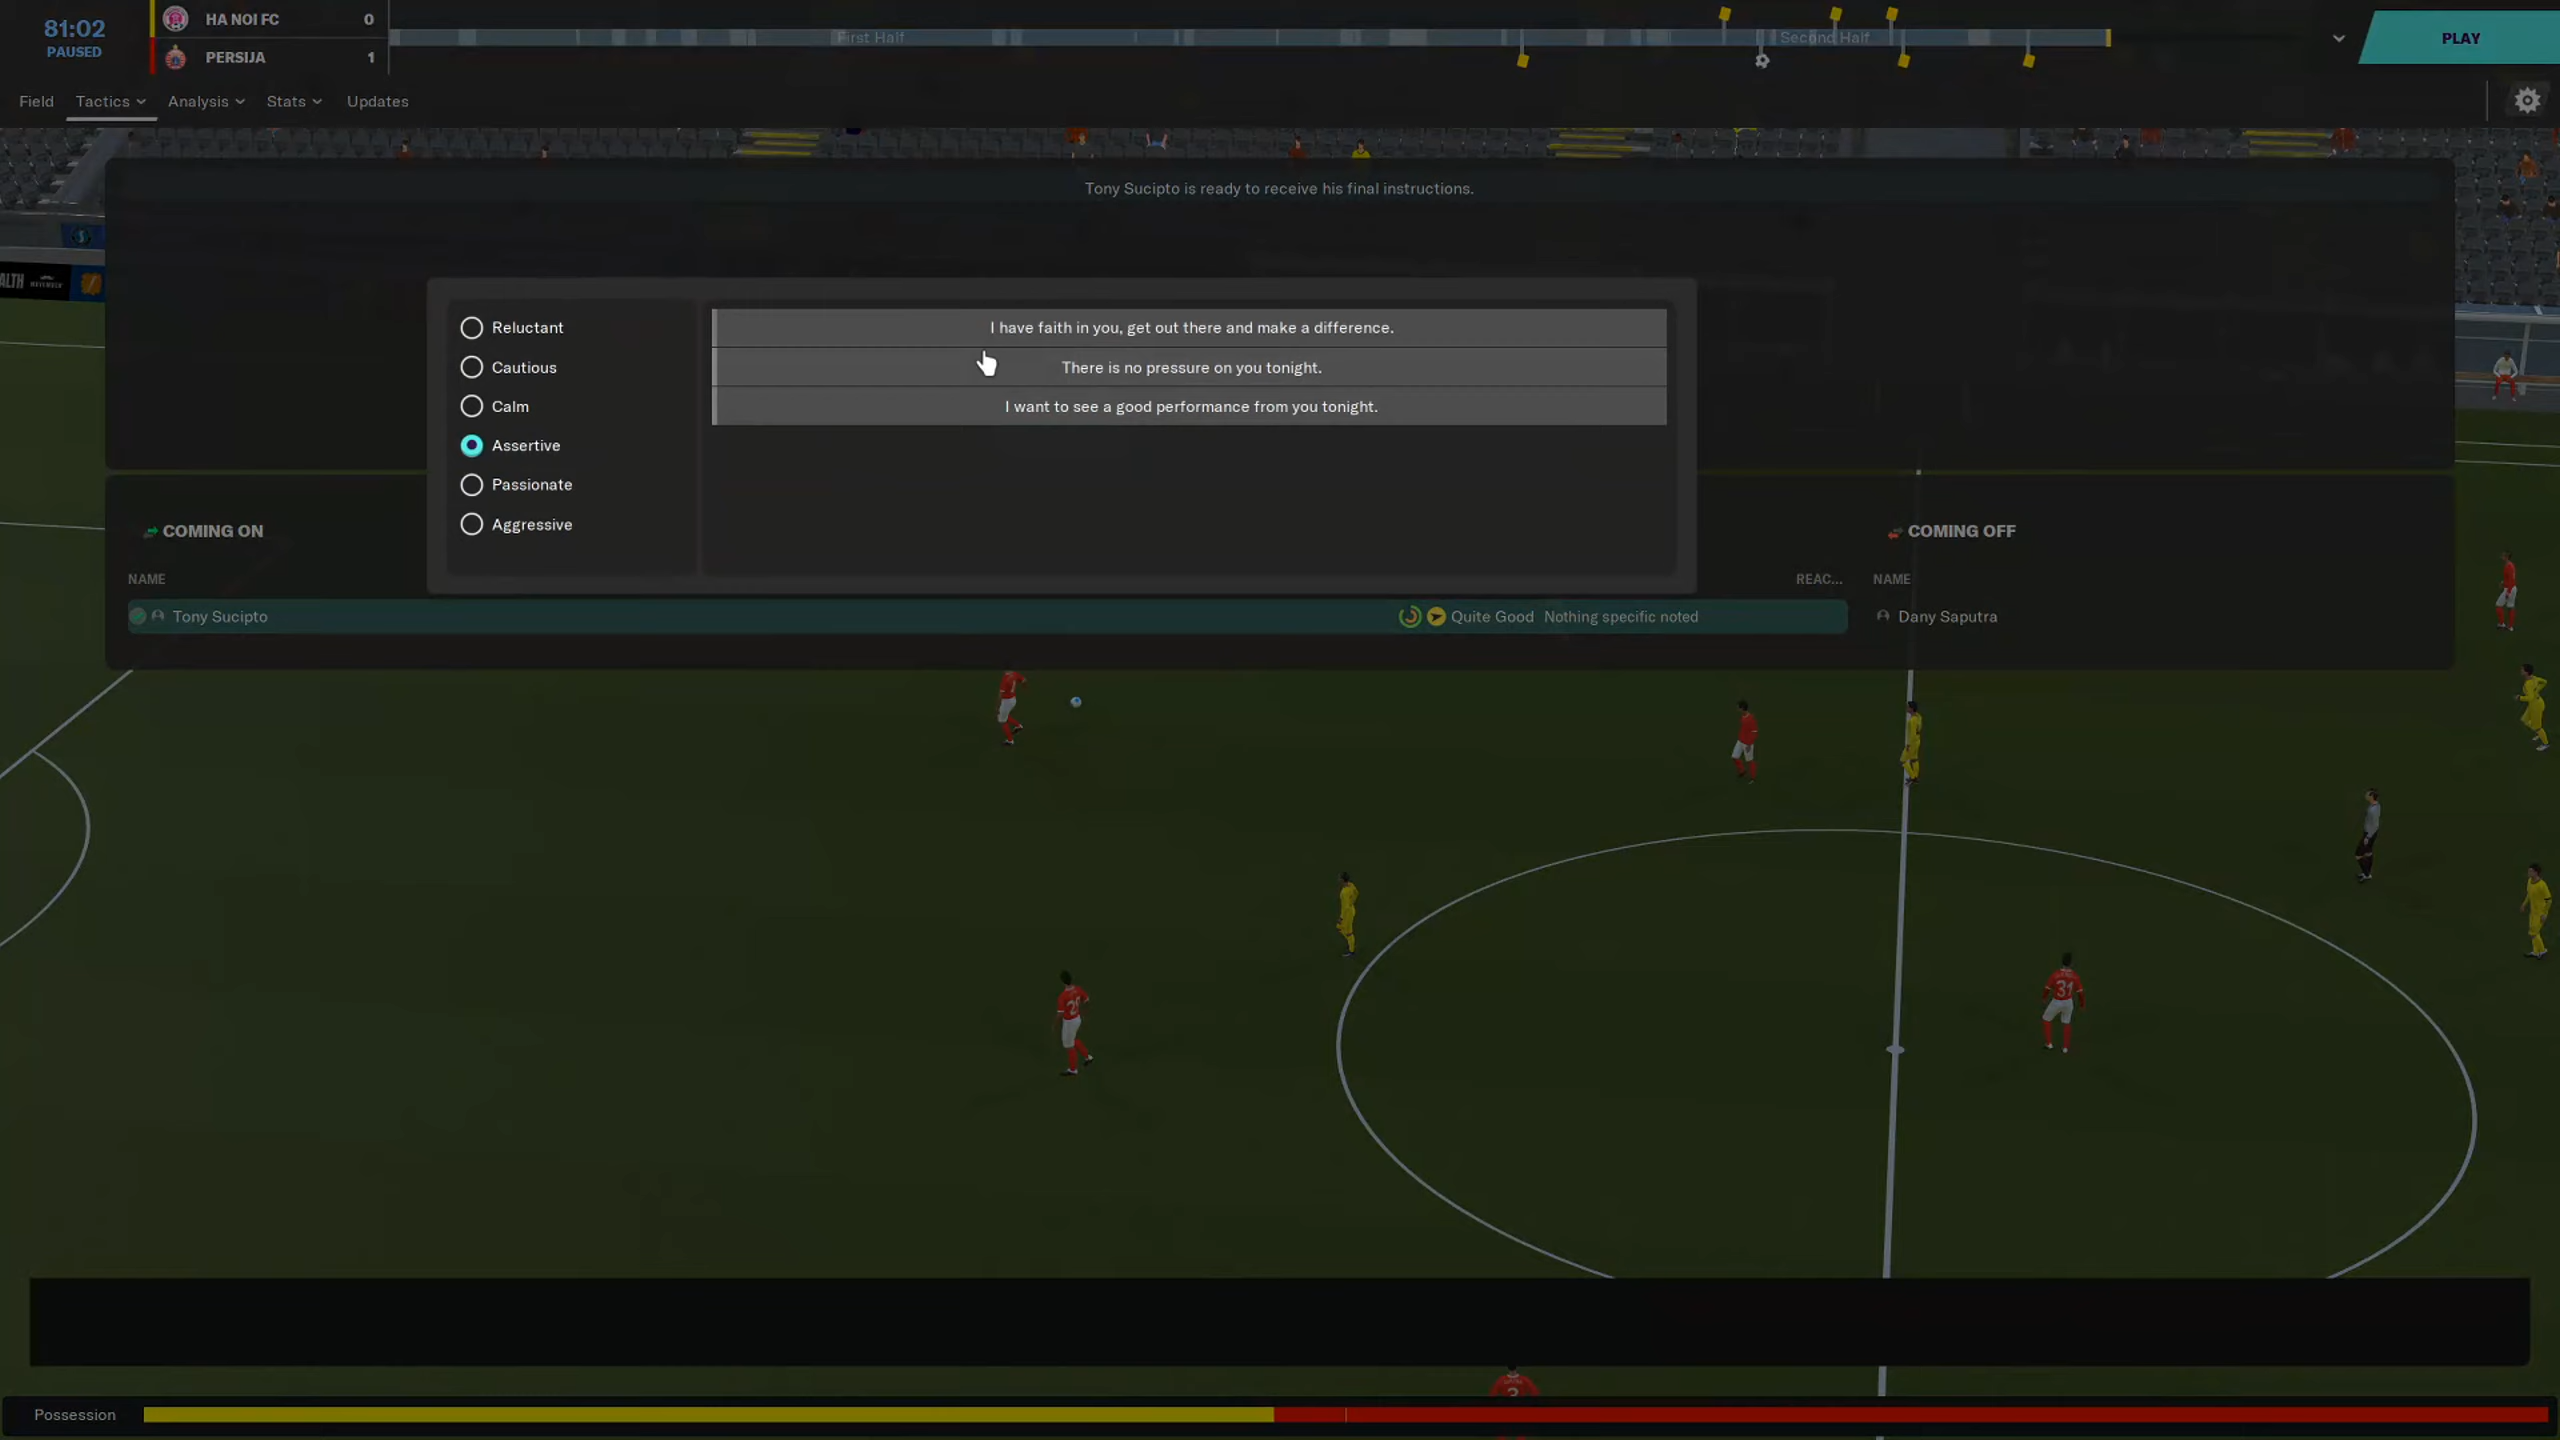 81:02
PAUSED
HA NOI FC 0
PERSIJA 1
First Half
Second Half
PLAY
Field
Tactics
Analysis
Stats
Updates
Tony Sucipto is ready to receive his final instructions.
Reluctant
Cautious
Calm
Assertive
Passionate
Aggressive
I have faith in you, get out there and make a difference.
There is no pressure on you tonight.
I want to see a good performance from you tonight.
COMING ON
NAME
REAC...
Tony Sucipto
Quite Good Nothing specific noted
COMING OFF
NAME
Dany Saputra
31
3
Possession